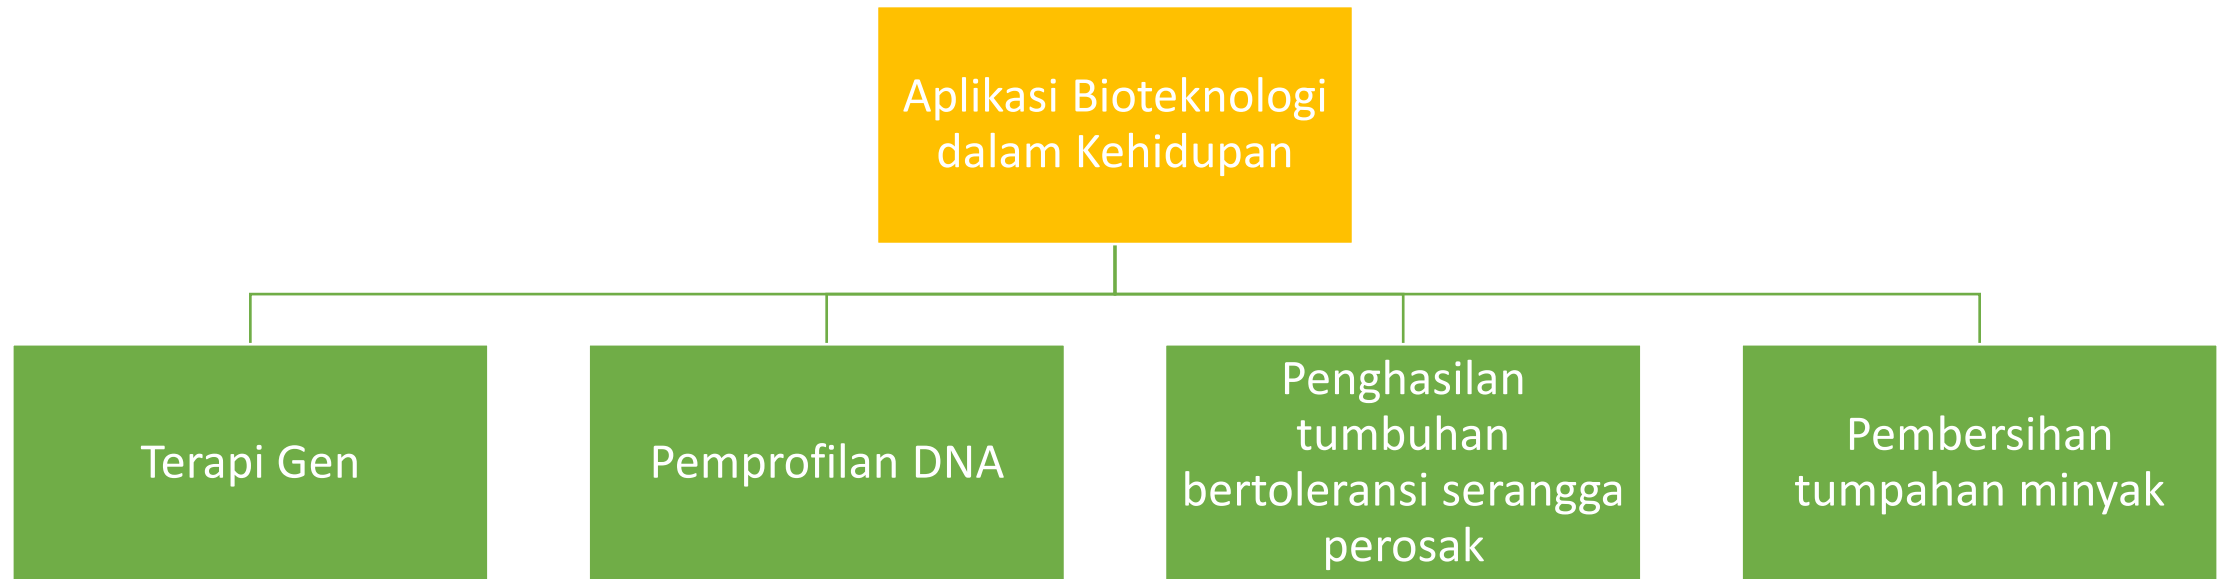 Aplikasi Bioteknologi
dalam Kehidupan
Terapi Gen
Pemprofilan DNA
Penghasilan
tumbuhan
bertoleransi serangga
perosak
Pembersihan
tumpahan minyak